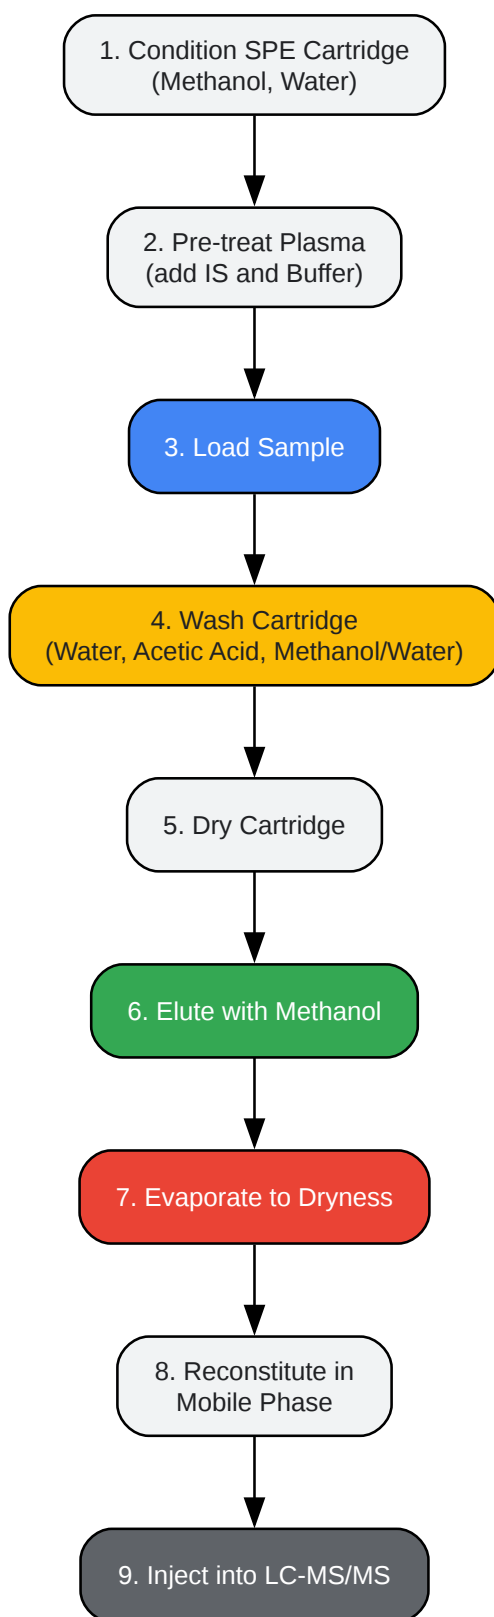 1. Condition SPE Cartridge
(Methanol, Water)
2. Pre-treat Plasma
(add IS and Buffer)
3. Load Sample
4. Wash Cartridge
(Water, Acetic Acid, Methanol/Water)
5. Dry Cartridge
6. Elute with Methanol
7. Evaporate to Dryness
8. Reconstitute in
Mobile Phase
9. Inject into LC-MS/MS